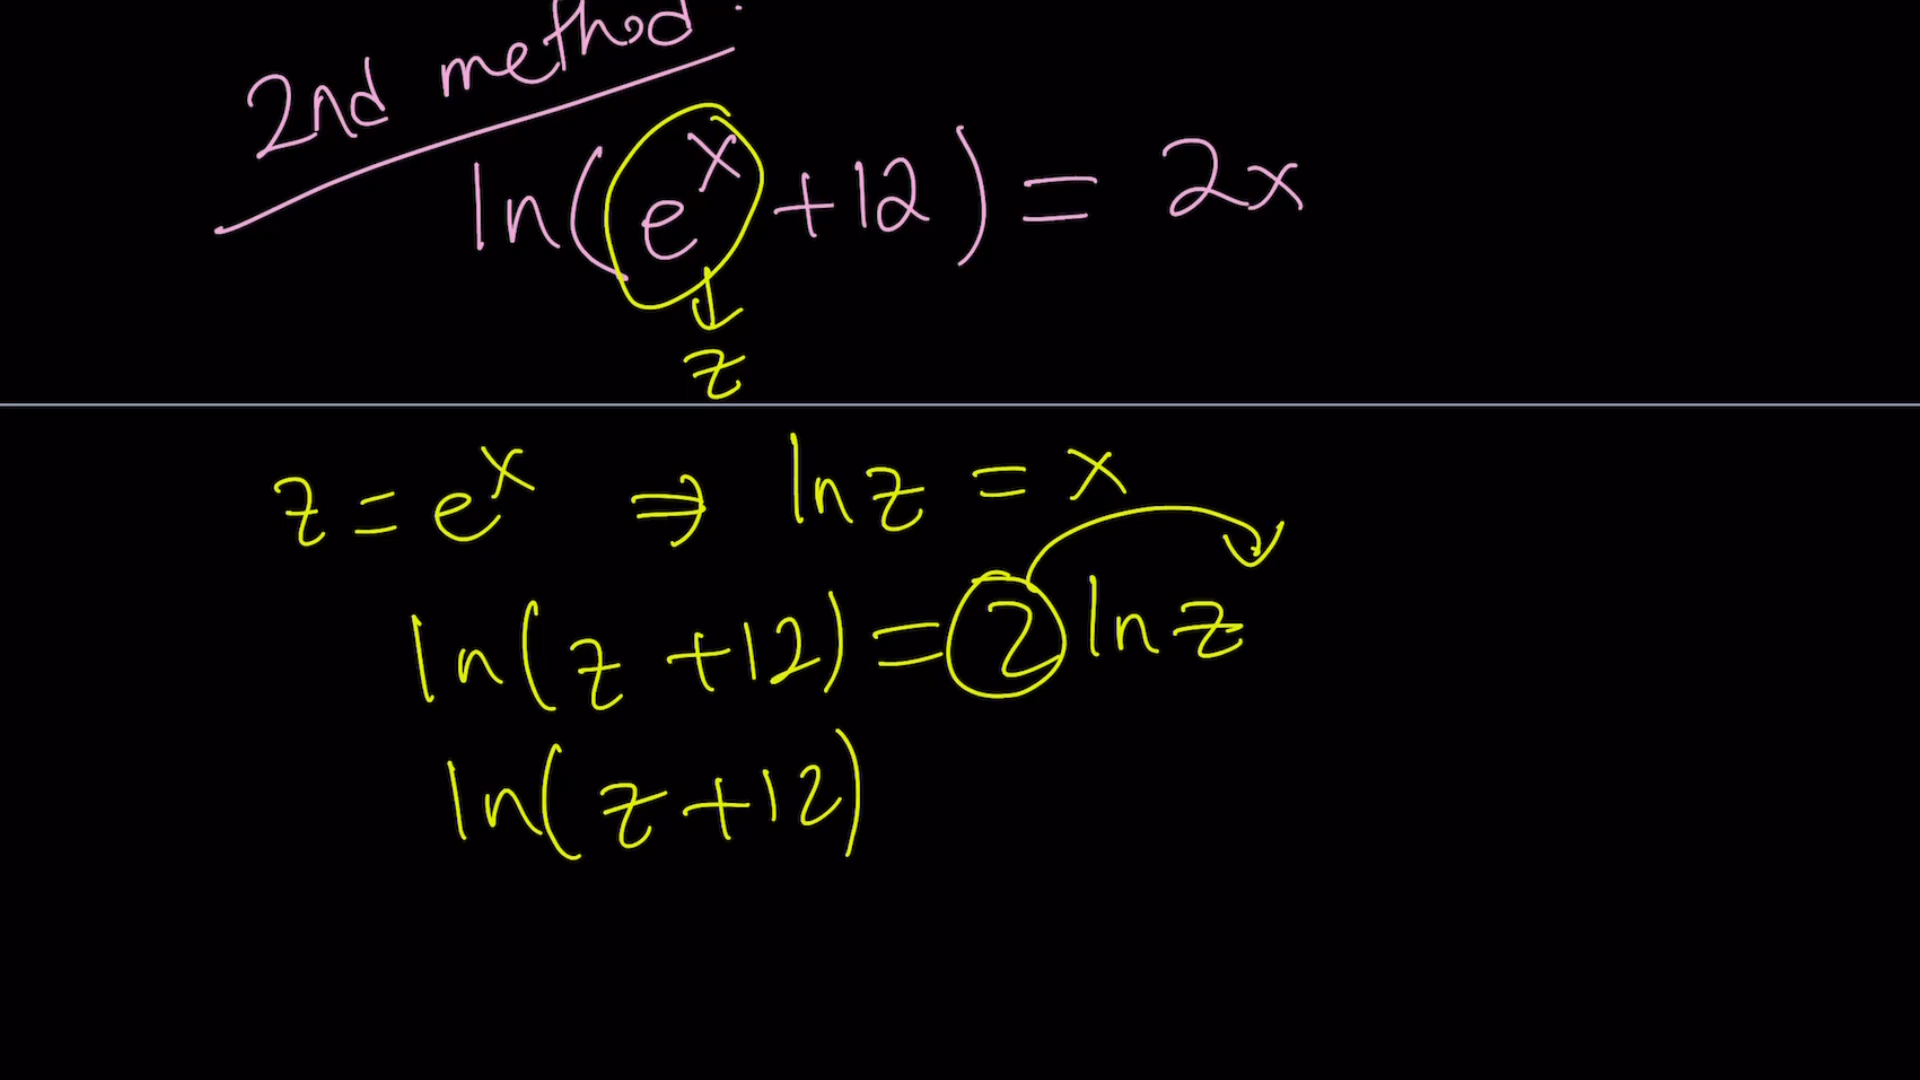 2nd method:
ln(e^x + 12) = 2x
z
z = e^x ⇒ ln z = x
ln(z + 12) = 2 ln z
ln(z + 12)